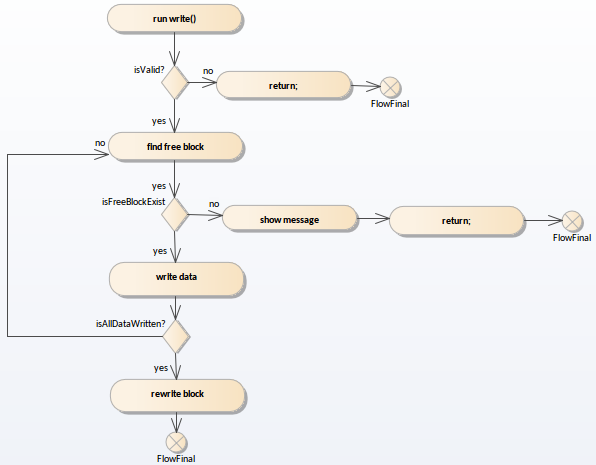 run write()
isValid?
no
return;
FlowFinal
yes
no
find free block
yes
isFreeBlockExist
no
show message
return;
FlowFinal
yes
write data
isAllDataWritten?
yes
rewrite block
FlowFinal